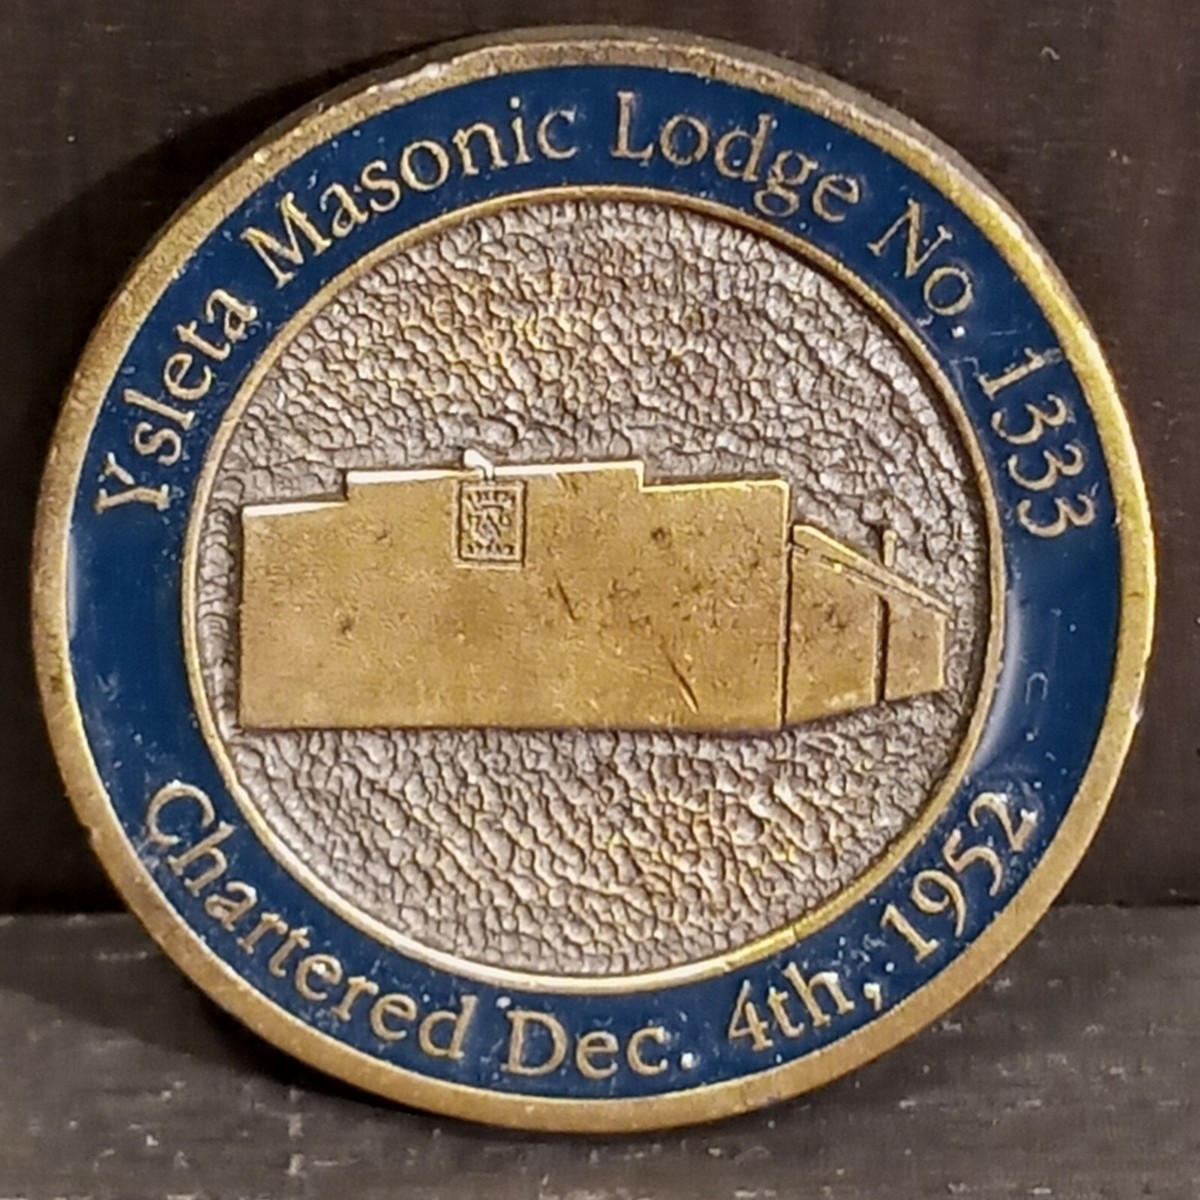 Ysleta Masonic Lodge No. 1333
Chartered Dec. 4th, 1952